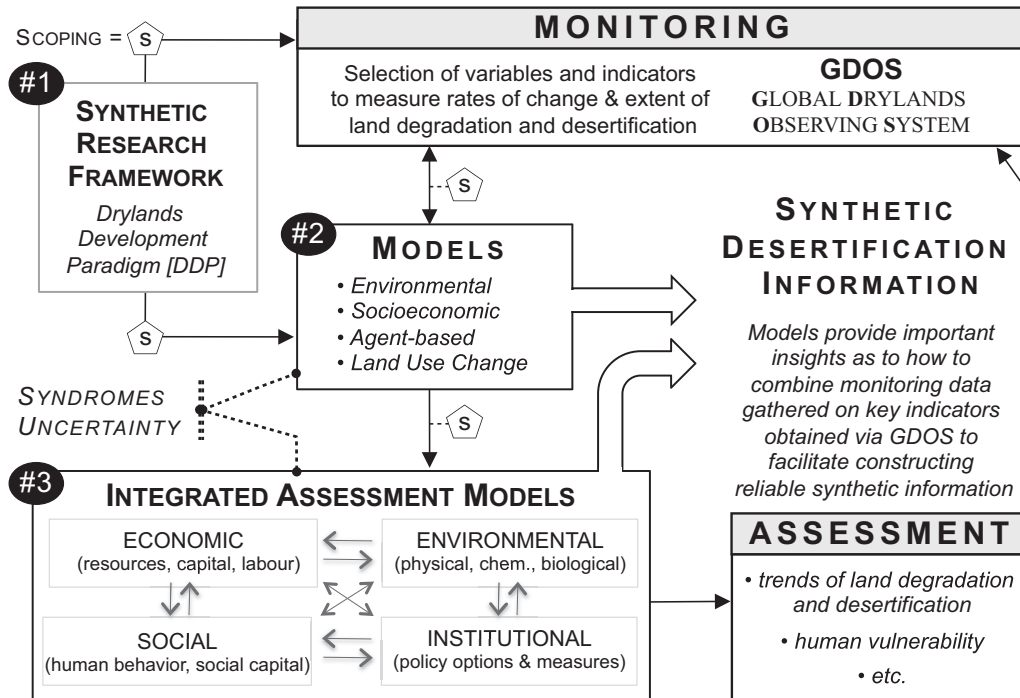 SCOPING = S
#1
SYNTHETIC
RESEARCH
FRAMEWORK
Drylands
Development
Paradigm [DDP]
S
MONITORING
Selection of variables and indicators
to measure rates of change & extent of
land degradation and desertification
GDOS
GLOBAL DRYLANDS
OBSERVING SYSTEM
S
#2
MODELS
• Environmental
• Socioeconomic
• Agent-based
• Land Use Change
SYNDROMES
UNCERTAINTY
S
SYNTHETIC
DESERTIFICATION
INFORMATION
Models provide important
insights as to how to
combine monitoring data
gathered on key indicators
obtained via GDOS to
facilitate constructing
reliable synthetic information
#3
INTEGRATED ASSESSMENT MODELS
ECONOMIC
(resources, capital, labour)
ENVIRONMENTAL
(physical, chem., biological)
SOCIAL
(human behavior, social capital)
INSTITUTIONAL
(policy options & measures)
ASSESSMENT
• trends of land degradation
and desertification
• human vulnerability
• etc.